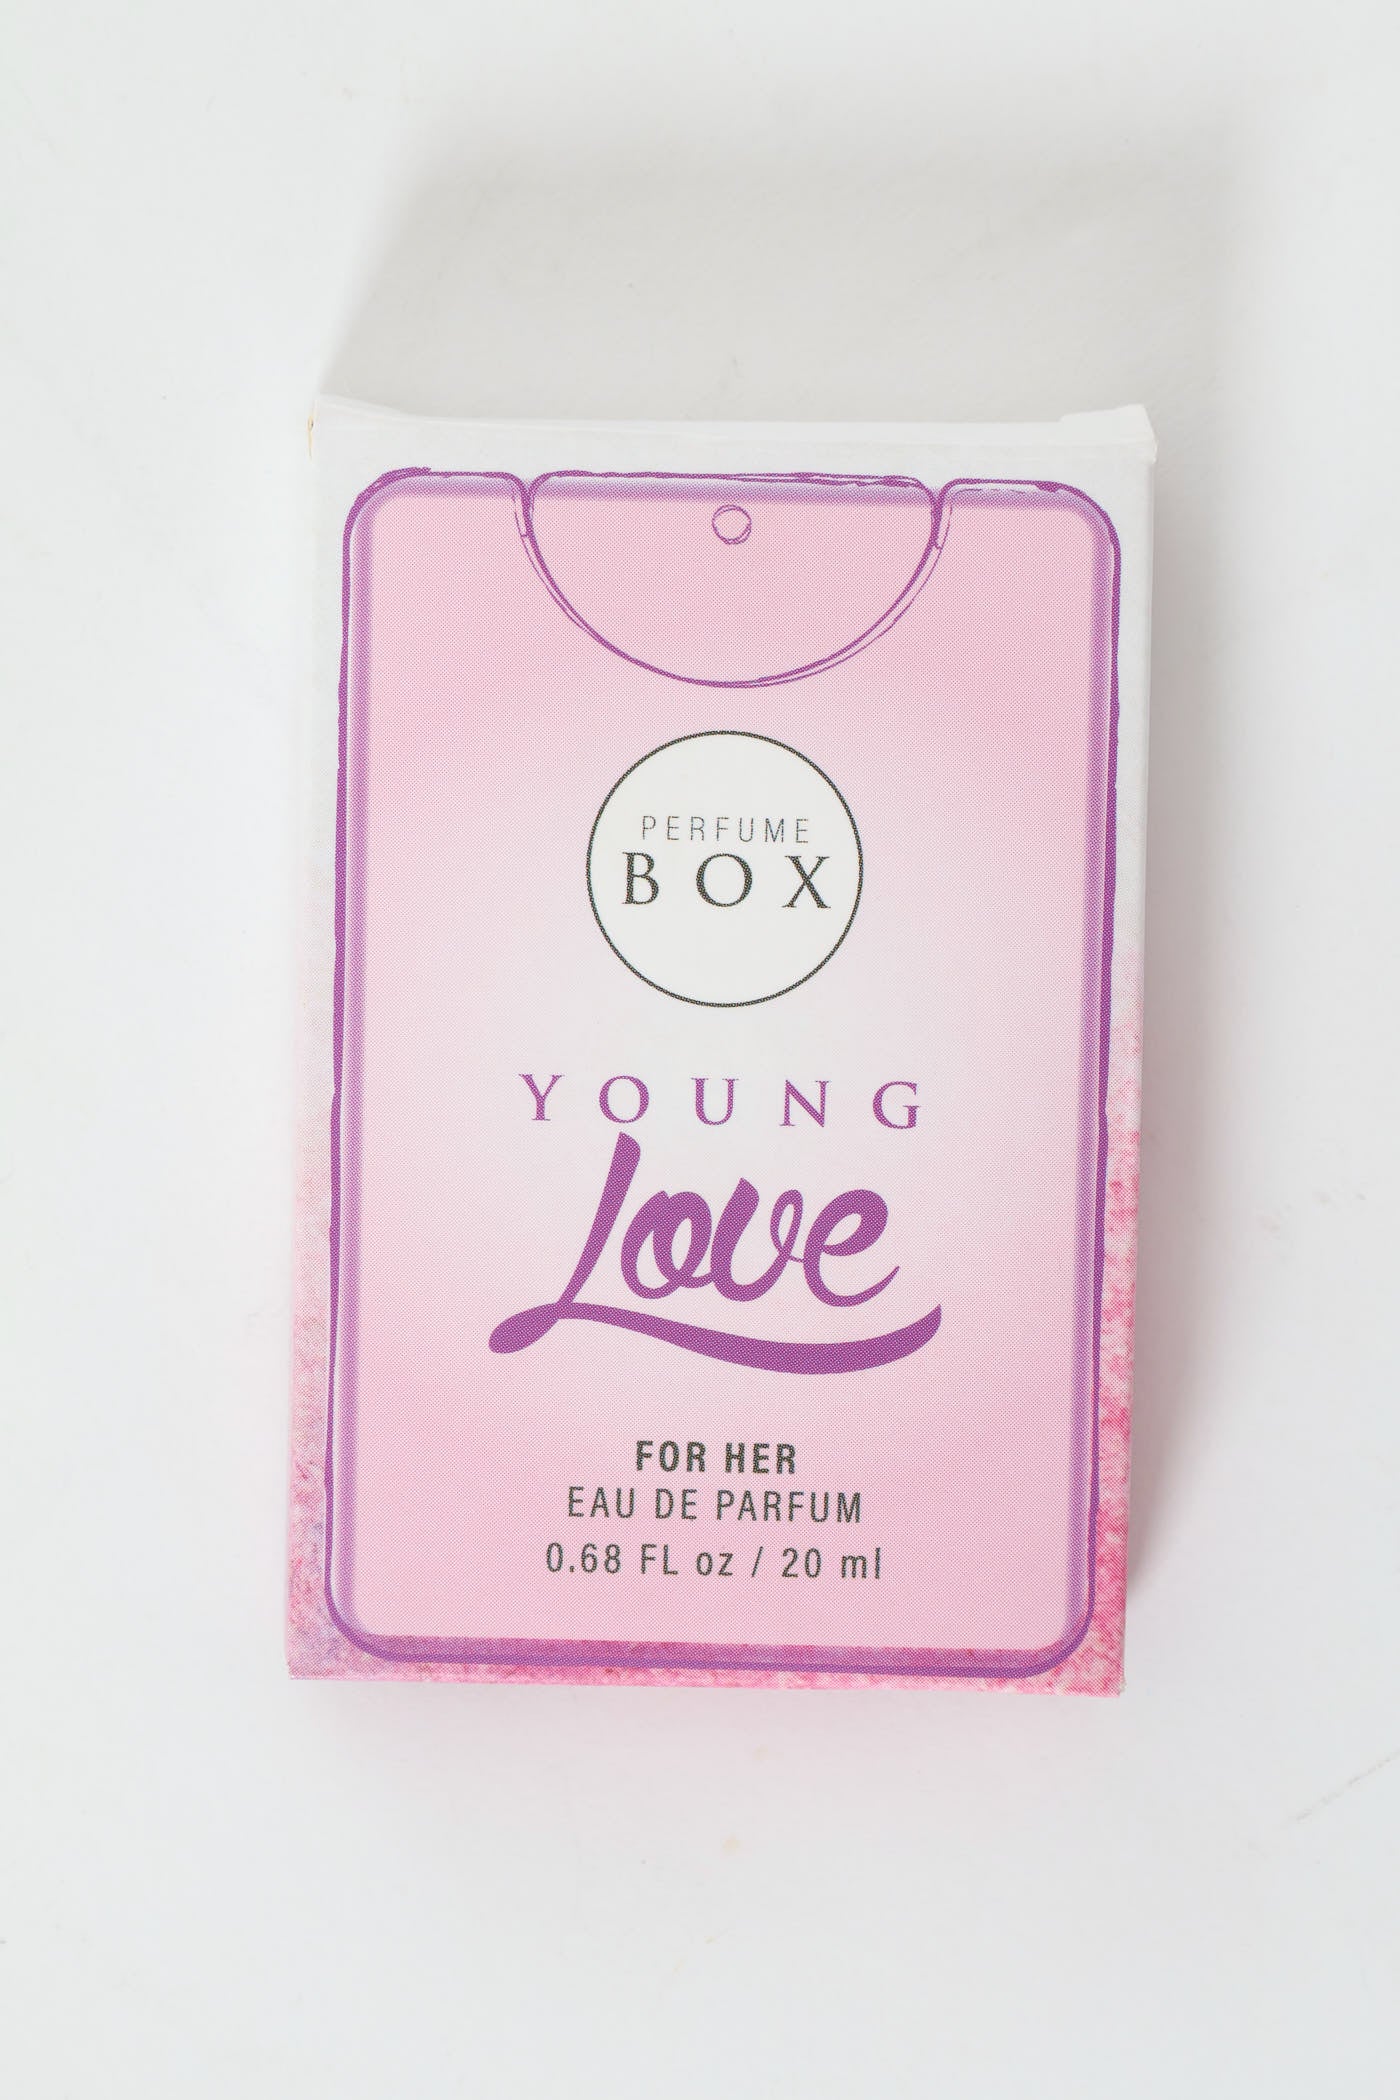 PERFUME
BOX
YOUNG
Love
FOR HER
EAU DE PARFUM
0.68 FL oz / 20 ml